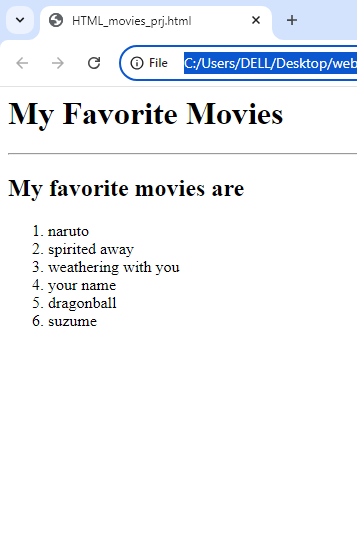 HTML_movies_prj.html
File C:/Users/DELL/Desktop/web
My Favorite Movies
My favorite movies are
1. naruto
2. spirited away
3. weathering with you
4. your name
5. dragonball
6. suzume